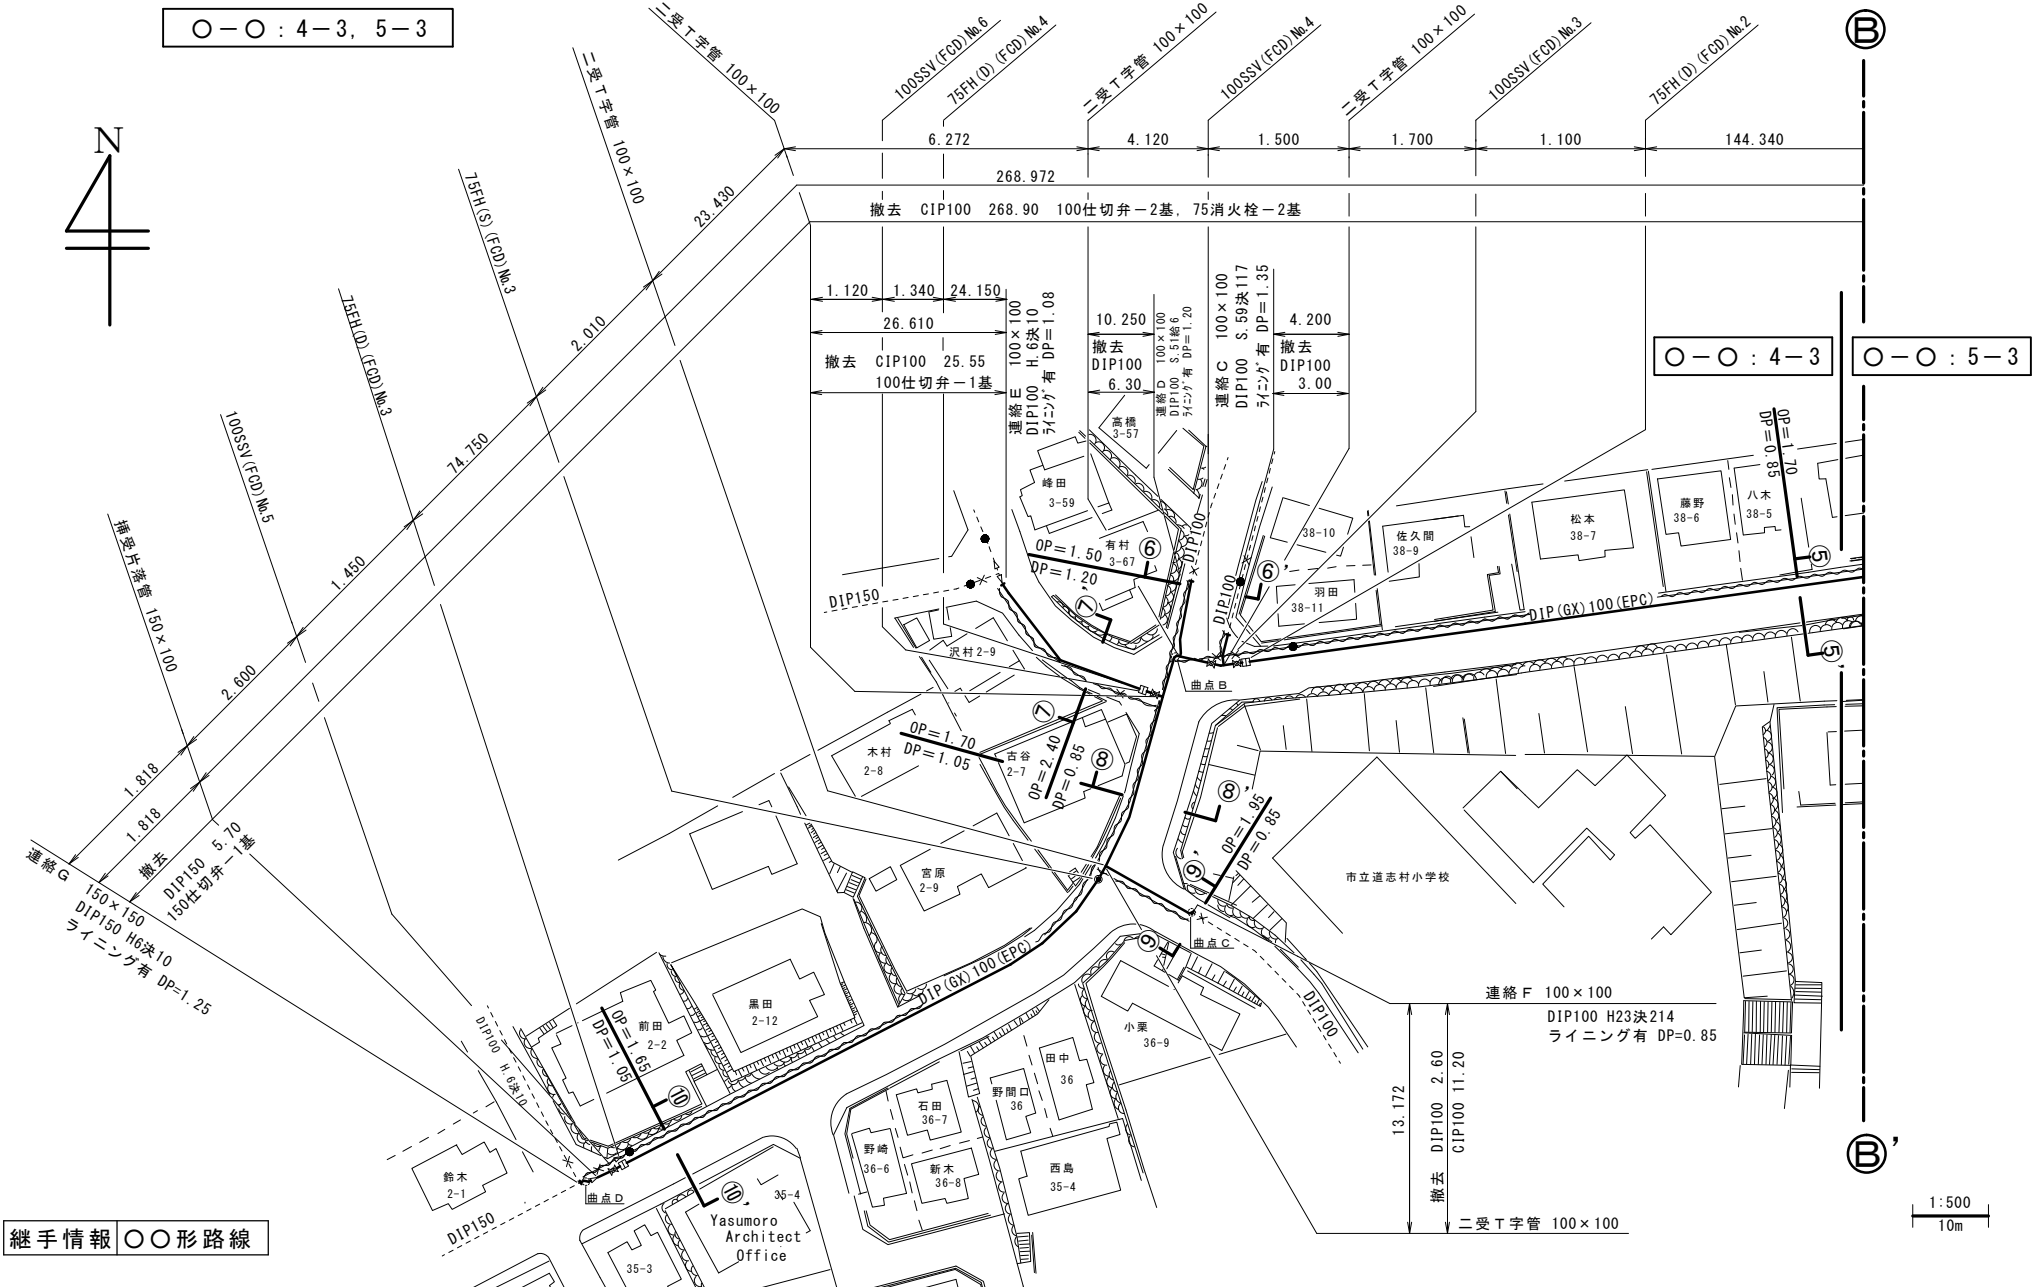 ○－○：4－3, 5－3
N
二受Ｔ字管 100×100
二受Ｔ字管 100×100
100SSV(FCD)№6
75FH(D)(FCD)№4
二受Ｔ字管 100×100
100SSV(FCD)№4
二受Ｔ字管 100×100
100SSV(FCD)№3
75FH(D)(FCD)№2
Ⓑ
6.272
4.120
1.500
1.700
1.100
144.340
268.972
撤去 CIP100 268.90 100仕切弁－2基, 75消火栓－2基
75FH(S)(FCD)№3
75FH(D)(FCD)№3
100SSV(FCD)№5
挿受片落管 150×100
23.430
2.010
74.750
1.450
2.600
1.818
1.818
1.120
1.340
24.150
26.610
撤去 CIP100 25.55
100仕切弁－1基
連絡Ｅ 100×100
DIP100 H.6決10
ﾗｲﾆﾝｸﾞ有 DP＝1.08
10.250
撤去
DIP100
6.30
連絡Ｄ 100×100
DIP100 S.51給6
ﾗｲﾆﾝｸﾞ有 DP＝1.20
連絡Ｃ 100×100
DIP100 S.59決117
ﾗｲﾆﾝｸﾞ有 DP＝1.35
4.200
撤去
DIP100
3.00
○－○：4－3
○－○：5－3
OP＝1.70
DP＝0.85
高橋
3-57
峰田
3-59
有村
3-67
OP＝1.50
DP＝1.20
⑥
⑥'
⑦'
DIP150
DIP100
DIP100
38-10
羽田
38-11
佐久間
38-9
松本
38-7
藤野
38-6
八木
38-5
⑤
⑤'
DIP(GX)100(EPC)
沢村2-9
曲点Ｂ
⑦
木村
2-8
OP＝1.70
DP＝1.05
古谷
2-7
OP＝2.40
DP＝0.85
⑧
⑧'
OP＝1.95
DP＝0.85
⑨'
⑨
宮原
2-9
市立道志村小学校
曲点Ｃ
DIP100
DIP(GX)100(EPC)
連絡Ｇ 150×150
DIP150 H6決10
ライニング有 DP=1.25
撤去
DIP150 5.70
150仕切弁－1基
DIP100 H.6決10
前田
2-2
OP＝1.65
DP＝1.05
⑩
黒田
2-12
小栗
36-9
田中
36
野間口
36
石田
36-7
野崎
36-6
新木
36-8
西島
35-4
連絡Ｆ 100×100
DIP100 H23決214
ライニング有 DP=0.85
13.172
撤去 DIP100 2.60
CIP100 11.20
二受Ｔ字管 100×100
Ⓑ'
鈴木
2-1
曲点Ｄ
DIP150
⑩'
35-4
Yasumoro
Architect
Office
35-3
継手情報 ○○形路線
1:500
10m